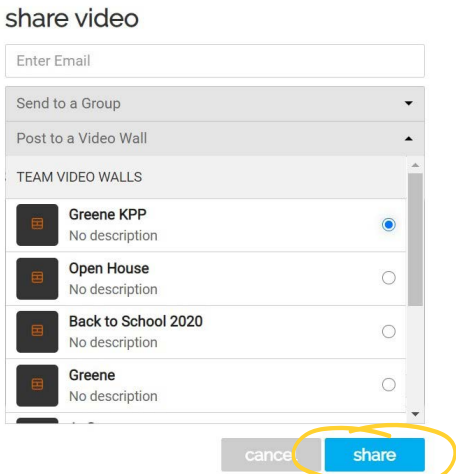 share video
Enter Email
Send to a Group
Post to a Video Wall
TEAM VIDEO WALLS
Greene KPP
No description
Open House
No description
Back to School 2020
No description
Greene
No description
cancel share